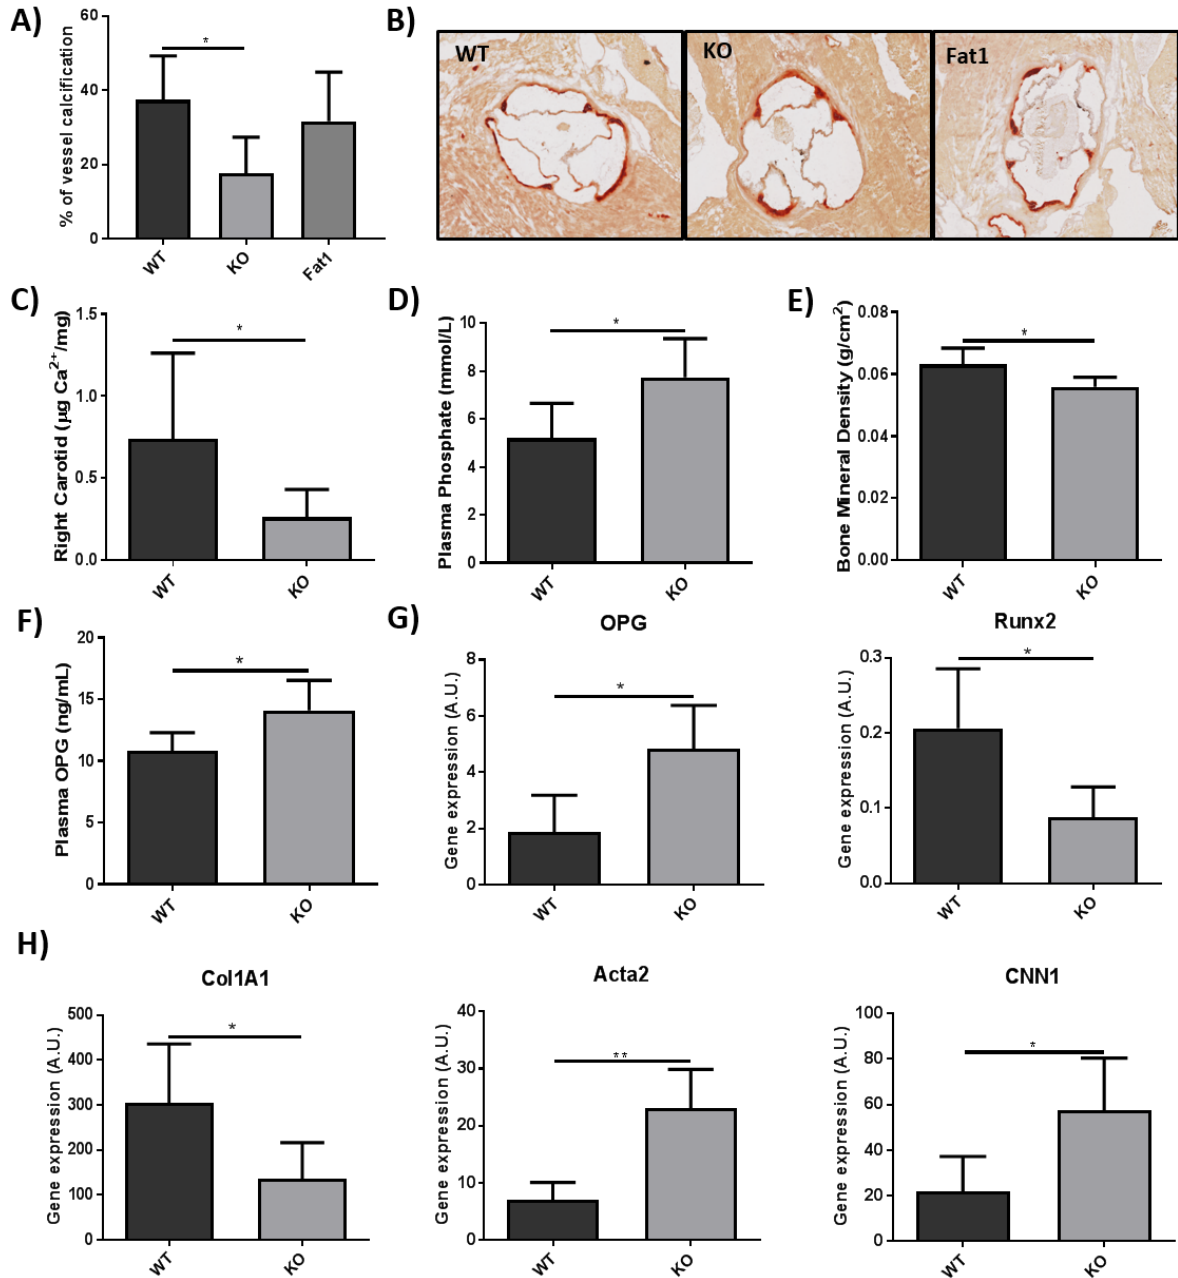 A)
% of vessel calcification
60
40
20
0
*
WT
KO
Fat1
B)
WT
KO
Fat1
C)
Right Carotid (µg Ca²⁺/mg)
1.5
1.0
0.5
0.0
*
WT
KO
D)
Plasma Phosphate (mmol/L)
10
8
6
4
2
0
*
WT
KO
E)
Bone Mineral Density (g/cm²)
0.08
0.06
0.04
0.02
0.00
*
WT
KO
F)
Plasma OPG (ng/mL)
20
15
10
5
0
*
WT
KO
G)
OPG
Gene expression (A.U.)
8
6
4
2
0
*
WT
KO
Runx2
Gene expression (A.U.)
0.3
0.2
0.1
0.0
*
WT
KO
H)
Col1A1
Gene expression (A.U.)
500
400
300
200
100
0
*
WT
KO
Acta2
Gene expression (A.U.)
40
30
20
10
0
**
WT
KO
CNN1
Gene expression (A.U.)
100
80
60
40
20
0
*
WT
KO